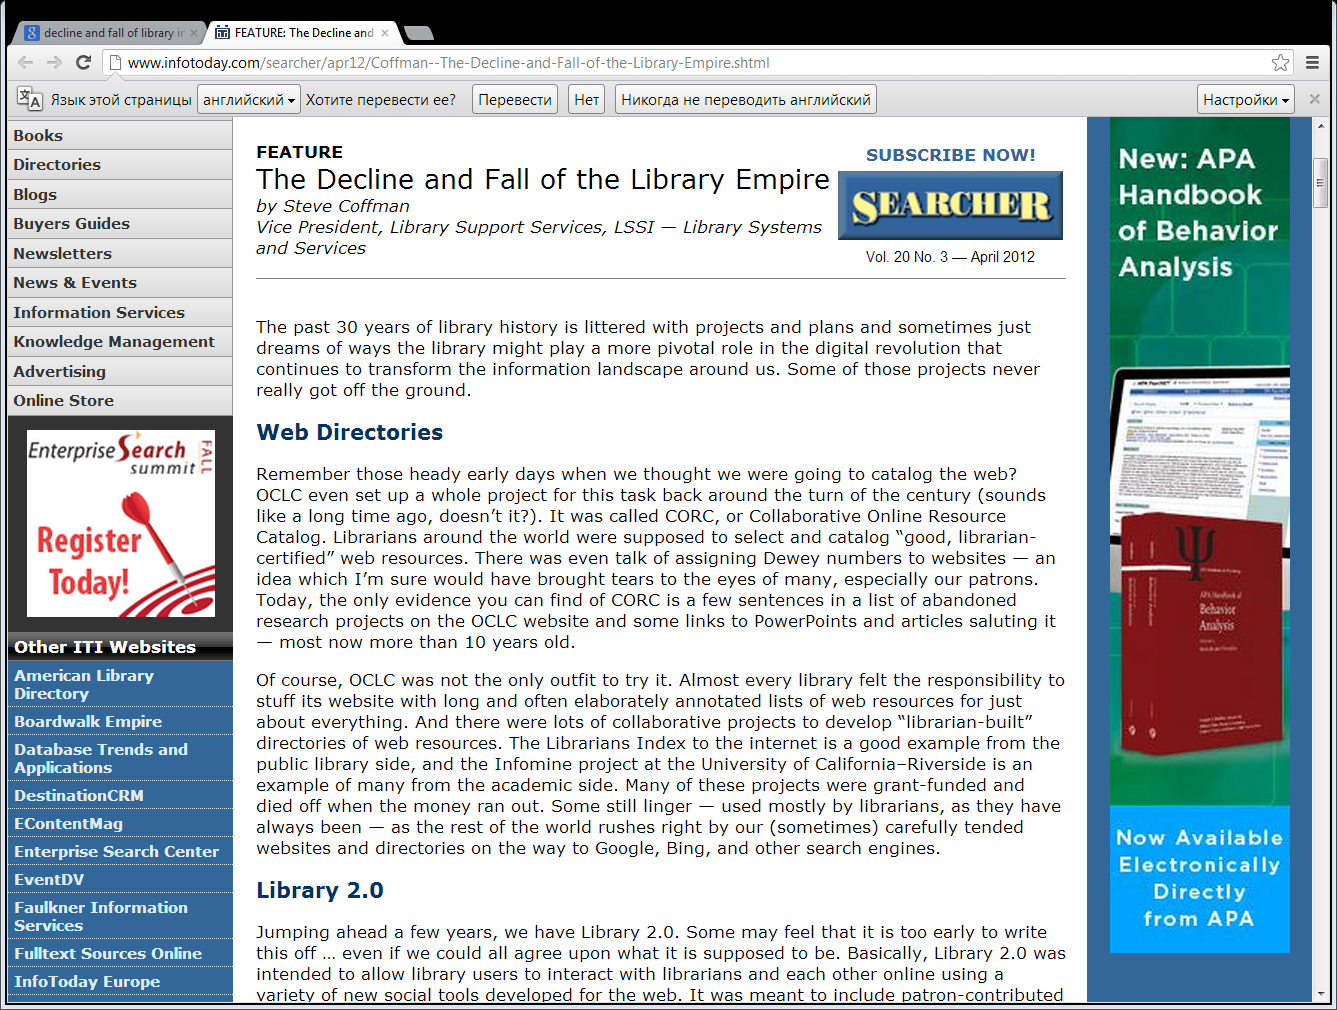 decline and fall of library in
FEATURE: The Decline and
www.infotoday.com/searcher/apr12/Coffman--The-Decline-and-Fall-of-the-Library-Empire.shtml
Язык этой страницы английский Хотите перевести ее? Перевести Нет Никогда не переводить английский Настройки
Books
Directories
Blogs
Buyers Guides
Newsletters
News & Events
Information Services
Knowledge Management
Advertising
Online Store
EnterpriseSearch
summit
FALL
Register
Today!
Other ITI Websites
American Library
Directory
Boardwalk Empire
Database Trends and
Applications
DestinationCRM
EContentMag
Enterprise Search Center
EventDV
Faulkner Information
Services
Fulltext Sources Online
InfoToday Europe
FEATURE
The Decline and Fall of the Library Empire
by Steve Coffman
Vice President, Library Support Services, LSSI — Library Systems
and Services
SUBSCRIBE NOW!
SEARCHER
Vol. 20 No. 3 — April 2012
The past 30 years of library history is littered with projects and plans and sometimes just
dreams of ways the library might play a more pivotal role in the digital revolution that
continues to transform the information landscape around us. Some of those projects never
really got off the ground.
Web Directories
Remember those heady early days when we thought we were going to catalog the web?
OCLC even set up a whole project for this task back around the turn of the century (sounds
like a long time ago, doesn’t it?). It was called CORC, or Collaborative Online Resource
Catalog. Librarians around the world were supposed to select and catalog “good, librarian-
certified” web resources. There was even talk of assigning Dewey numbers to websites — an
idea which I’m sure would have brought tears to the eyes of many, especially our patrons.
Today, the only evidence you can find of CORC is a few sentences in a list of abandoned
research projects on the OCLC website and some links to PowerPoints and articles saluting it
— most now more than 10 years old.
Of course, OCLC was not the only outfit to try it. Almost every library felt the responsibility to
stuff its website with long and often elaborately annotated lists of web resources for just
about everything. And there were lots of collaborative projects to develop “librarian-built”
directories of web resources. The Librarians Index to the internet is a good example from the
public library side, and the Infomine project at the University of California–Riverside is an
example of many from the academic side. Many of these projects were grant-funded and
died off when the money ran out. Some still linger — used mostly by librarians, as they have
always been — as the rest of the world rushes right by our (sometimes) carefully tended
websites and directories on the way to Google, Bing, and other search engines.
Library 2.0
Jumping ahead a few years, we have Library 2.0. Some may feel that it is too early to write
this off … even if we could all agree upon what it is supposed to be. Basically, Library 2.0 was
intended to allow library users to interact with librarians and each other online using a
variety of new social tools developed for the web. It was meant to include patron-contributed
New: APA
Handbook
of Behavior
Analysis
APA Handbook of
Behavior
Analysis
Now Available
Electronically
Directly
from APA